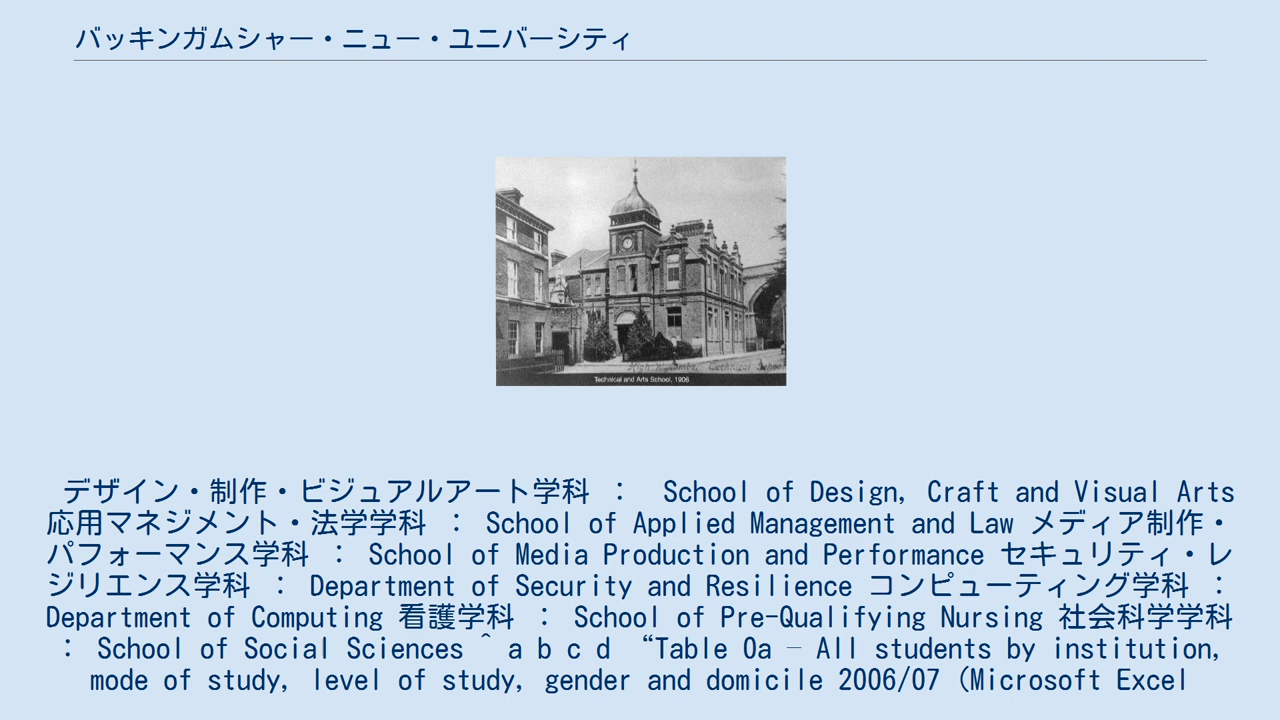 バッキンガムシャー・ニュー・ユニバーシティ
High Wycombe, Technical School
Technical and Arts School, 1906
デザイン・制作・ビジュアルアート学科 ： School of Design, Craft and Visual Arts
応用マネジメント・法学学科 ： School of Applied Management and Law メディア制作・
パフォーマンス学科 ： School of Media Production and Performance セキュリティ・レ
ジリエンス学科 ： Department of Security and Resilience コンピューティング学科 ：
Department of Computing 看護学科 ： School of Pre-Qualifying Nursing 社会科学学科
： School of Social Sciences ^ a b c d “Table 0a – All students by institution,
mode of study, level of study, gender and domicile 2006/07 (Microsoft Excel